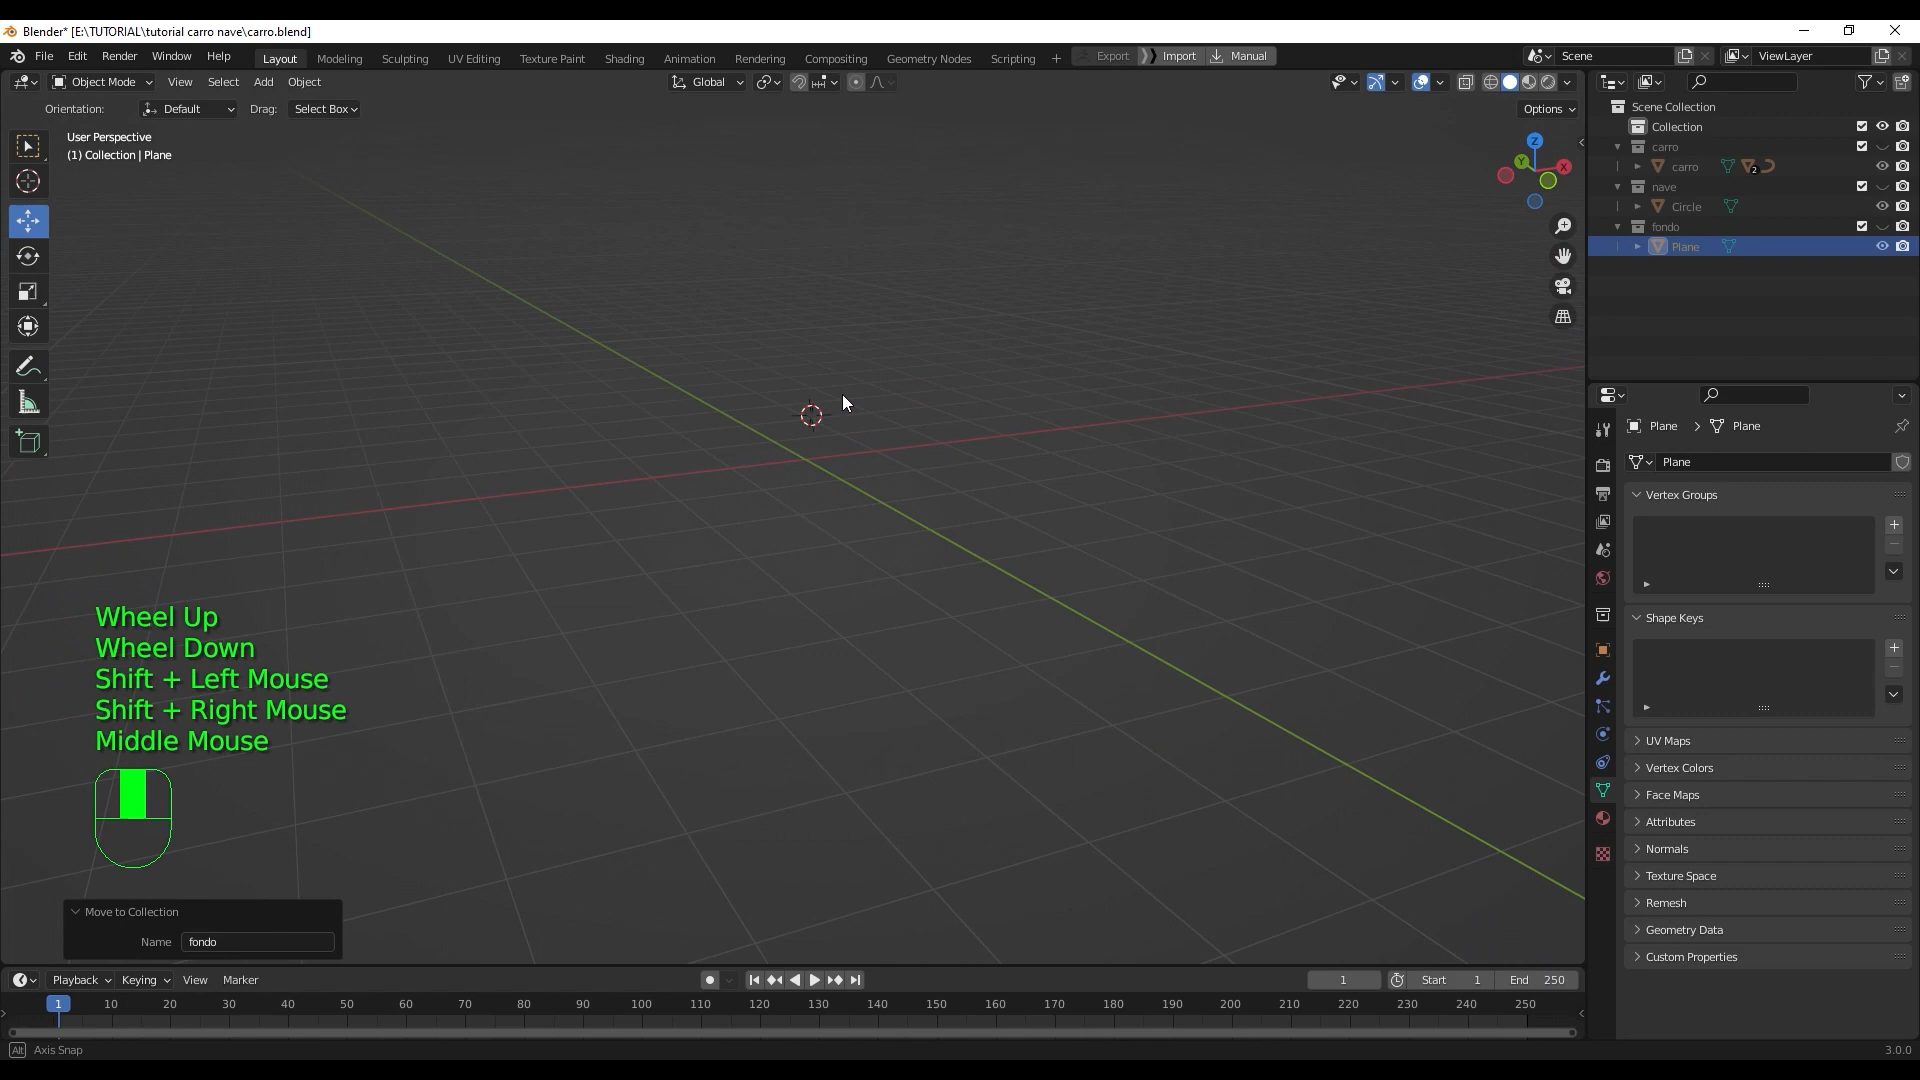 Blender* [E:\TUTORIAL\tutorial carro nave\carro.blend]
File Edit Render Window Help Layout Modeling Sculpting UV Editing Texture Paint Shading Animation Rendering Compositing Geometry Nodes Scripting + Export Import Manual Scene ViewLayer
Object Mode View Select Add Object Global
Orientation: Default Drag: Select Box Options
User Perspective
(1) Collection | Plane
Z
Y
X
Scene Collection
Collection
carro
carro 2
nave
Circle
fondo
Plane
Plane > Plane
Plane
Vertex Groups
Shape Keys
UV Maps
Vertex Colors
Face Maps
Attributes
Normals
Texture Space
Remesh
Geometry Data
Custom Properties
Wheel Up
Wheel Down
Shift + Left Mouse
Shift + Right Mouse
Middle Mouse
Move to Collection
Name fondo
Playback Keying View Marker 1 Start 1 End 250
1 10 20 30 40 50 60 70 80 90 100 110 120 130 140 150 160 170 180 190 200 210 220 230 240 250
Alt Axis Snap 3.0.0